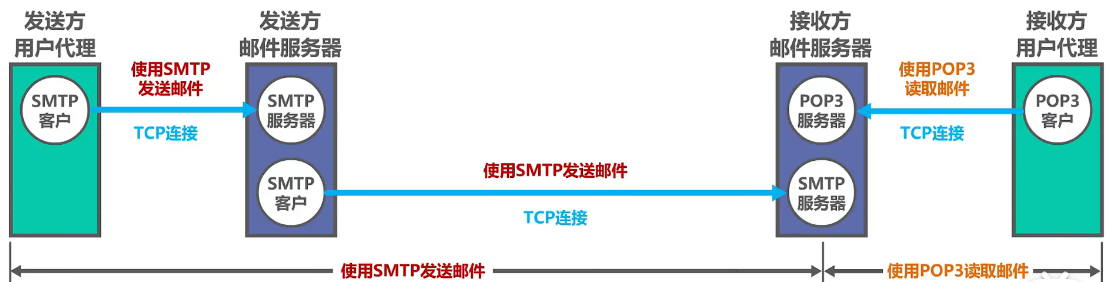 发送方
用户代理
发送方
邮件服务器
接收方
邮件服务器
接收方
用户代理
使用SMTP
发送邮件
使用POP3
读取邮件
SMTP
客户
SMTP
服务器
POP3
服务器
POP3
客户
TCP连接
TCP连接
使用SMTP发送邮件
SMTP
客户
SMTP
服务器
TCP连接
使用SMTP发送邮件
使用POP3读取邮件